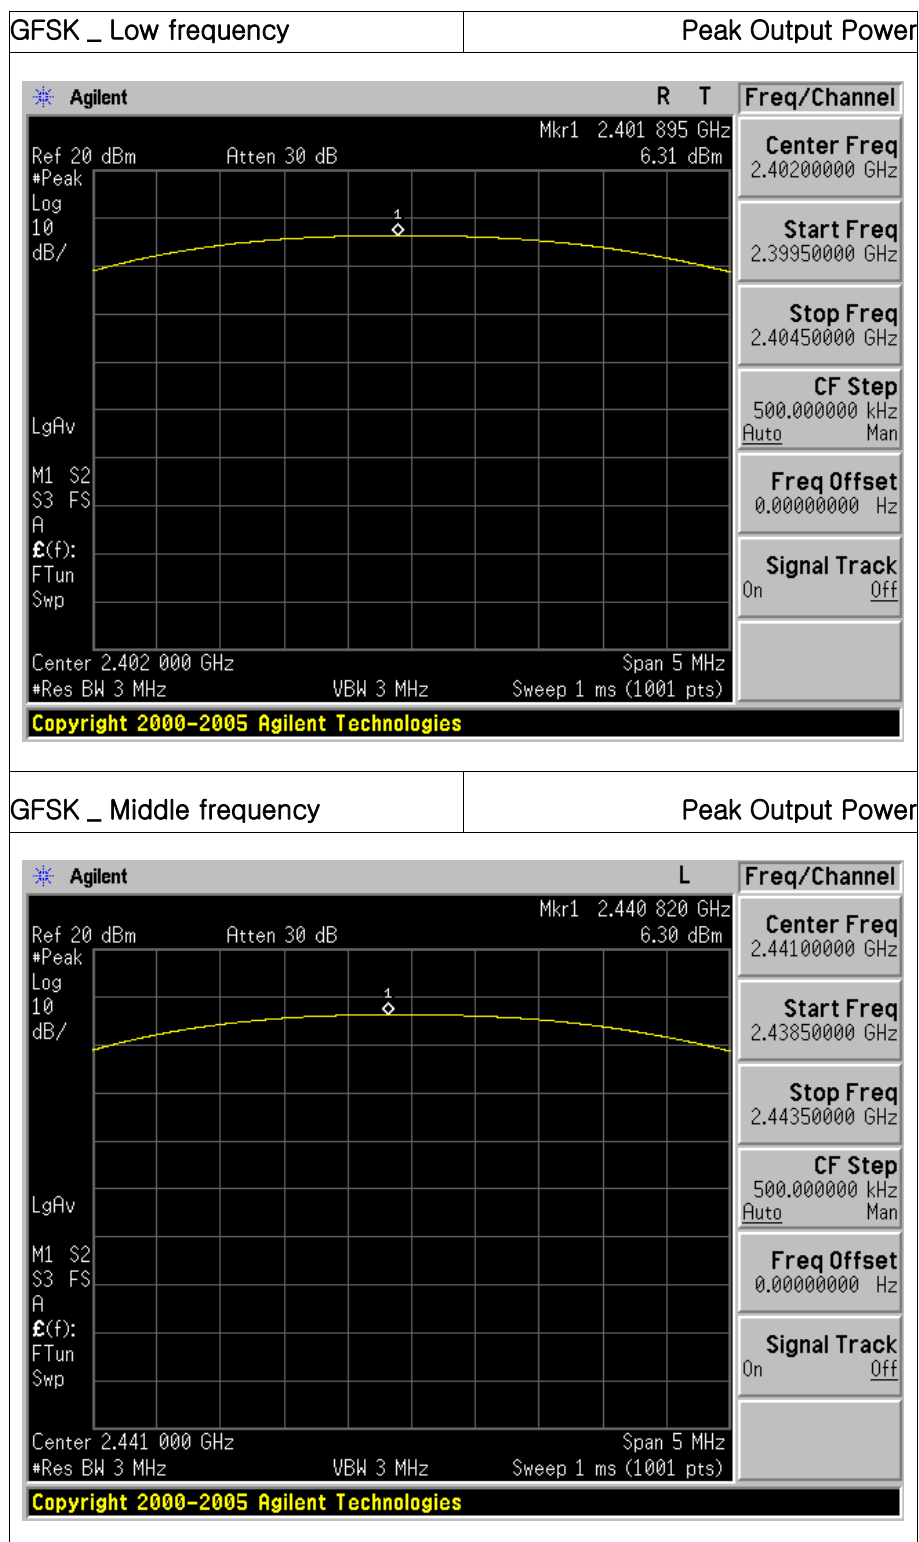 GFSK _ Low frequency Peak Output Power
Agilent R T Freq/Channel
Mkr1 2.401 895 GHz
Ref 20 dBm Atten 30 dB 6.31 dBm
#Peak
Log
10
dB/
1
LgAv
M1 S2
S3 FS
A
£(f):
FTun
Swp
Center 2.402 000 GHz Span 5 MHz
#Res BW 3 MHz VBW 3 MHz Sweep 1 ms (1001 pts)
Copyright 2000-2005 Agilent Technologies
Center Freq
2.40200000 GHz
Start Freq
2.39950000 GHz
Stop Freq
2.40450000 GHz
CF Step
500.000000 kHz
Auto Man
Freq Offset
0.00000000 Hz
Signal Track
On Off
GFSK _ Middle frequency Peak Output Power
Agilent L Freq/Channel
Mkr1 2.440 820 GHz
Ref 20 dBm Atten 30 dB 6.30 dBm
#Peak
Log
10
dB/
1
LgAv
M1 S2
S3 FS
A
£(f):
FTun
Swp
Center 2.441 000 GHz Span 5 MHz
#Res BW 3 MHz VBW 3 MHz Sweep 1 ms (1001 pts)
Copyright 2000-2005 Agilent Technologies
Center Freq
2.44100000 GHz
Start Freq
2.43850000 GHz
Stop Freq
2.44350000 GHz
CF Step
500.000000 kHz
Auto Man
Freq Offset
0.00000000 Hz
Signal Track
On Off